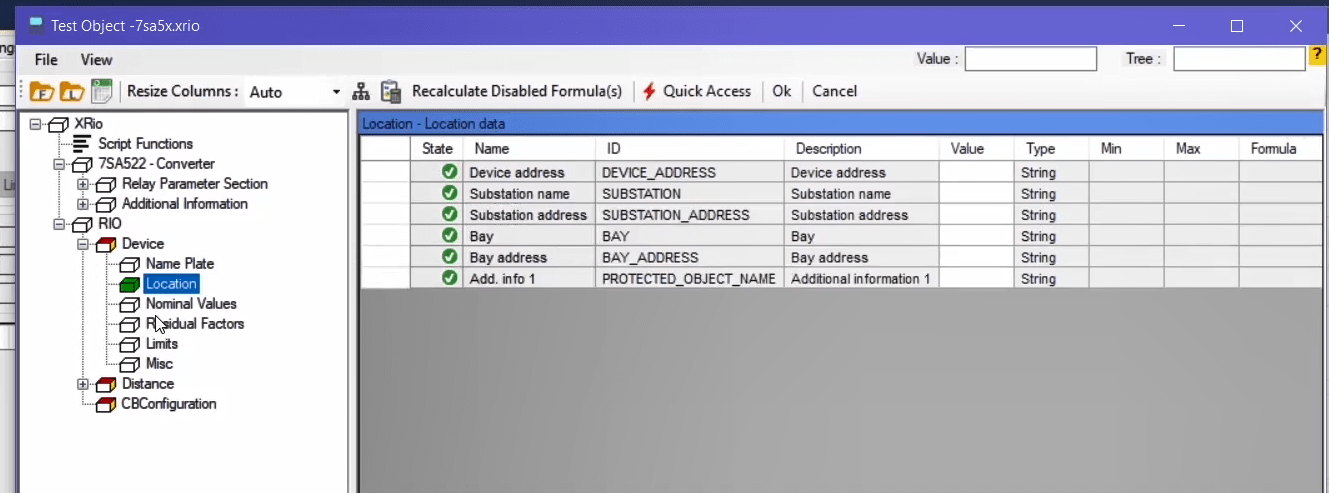 Test Object -7sa5x.xrio
ng
File View Value : Tree : ?
F L Resize Columns : Auto Recalculate Disabled Formula(s) Quick Access Ok Cancel
XRio
Script Functions
7SA522 - Converter
Relay Parameter Section
Additional Information
RIO
Device
Name Plate
Location
Nominal Values
Residual Factors
Limits
Misc
Distance
CBConfiguration
Location - Location data
State Name ID Description Value Type Min Max Formula
Device address DEVICE_ADDRESS Device address String
Substation name SUBSTATION Substation name String
Substation address SUBSTATION_ADDRESS Substation address String
Bay BAY Bay String
Bay address BAY_ADDRESS Bay address String
Add. info 1 PROTECTED_OBJECT_NAME Additional information 1 String